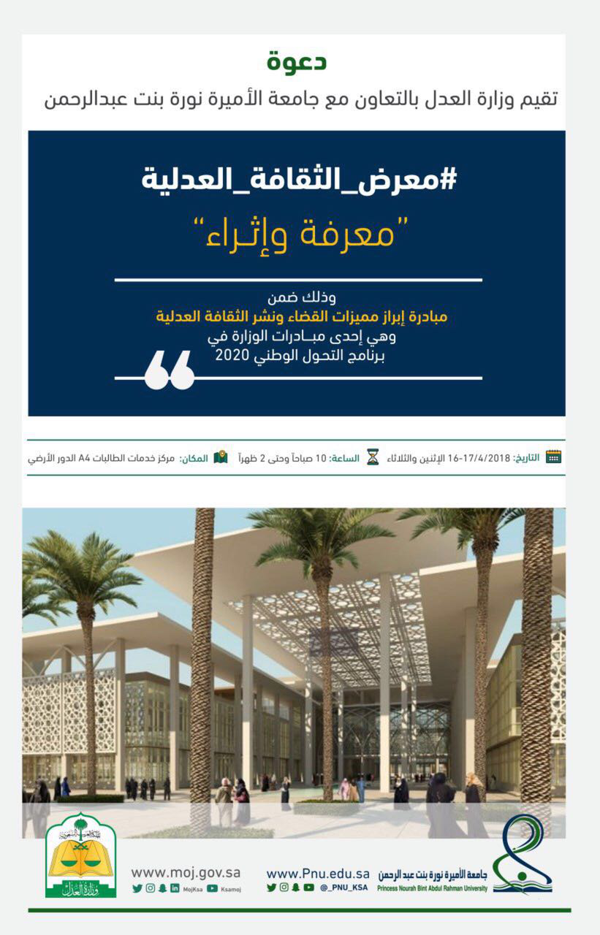 دعوة
تقيم وزارة العدل بالتعاون مع جامعة الأميرة نورة بنت عبدالرحمن
#معرض_الثقافة_العدلية
”معرفة وإثـراء“
وذلك ضمن
مبادرة إبراز مميزات القضاء ونشر الثقافة العدلية
وهي إحدى مبـادرات الوزارة في
برنامج التحول الوطني 2020
التاريخ: 16-17/4/2018 الإثنين والثلاثاء الساعة: 10 صباحاً وحتى 2 ظهراً المكان: مركز خدمات الطالبات A4 الدور الأرضي
وزارة العدل
www.moj.gov.sa
MojKsa Ksamoj
www.Pnu.edu.sa
@_PNU_KSA
جامعة الأميرة نورة بنت عبد الرحمن
Princess Nourah Bint Abdul Rahman University